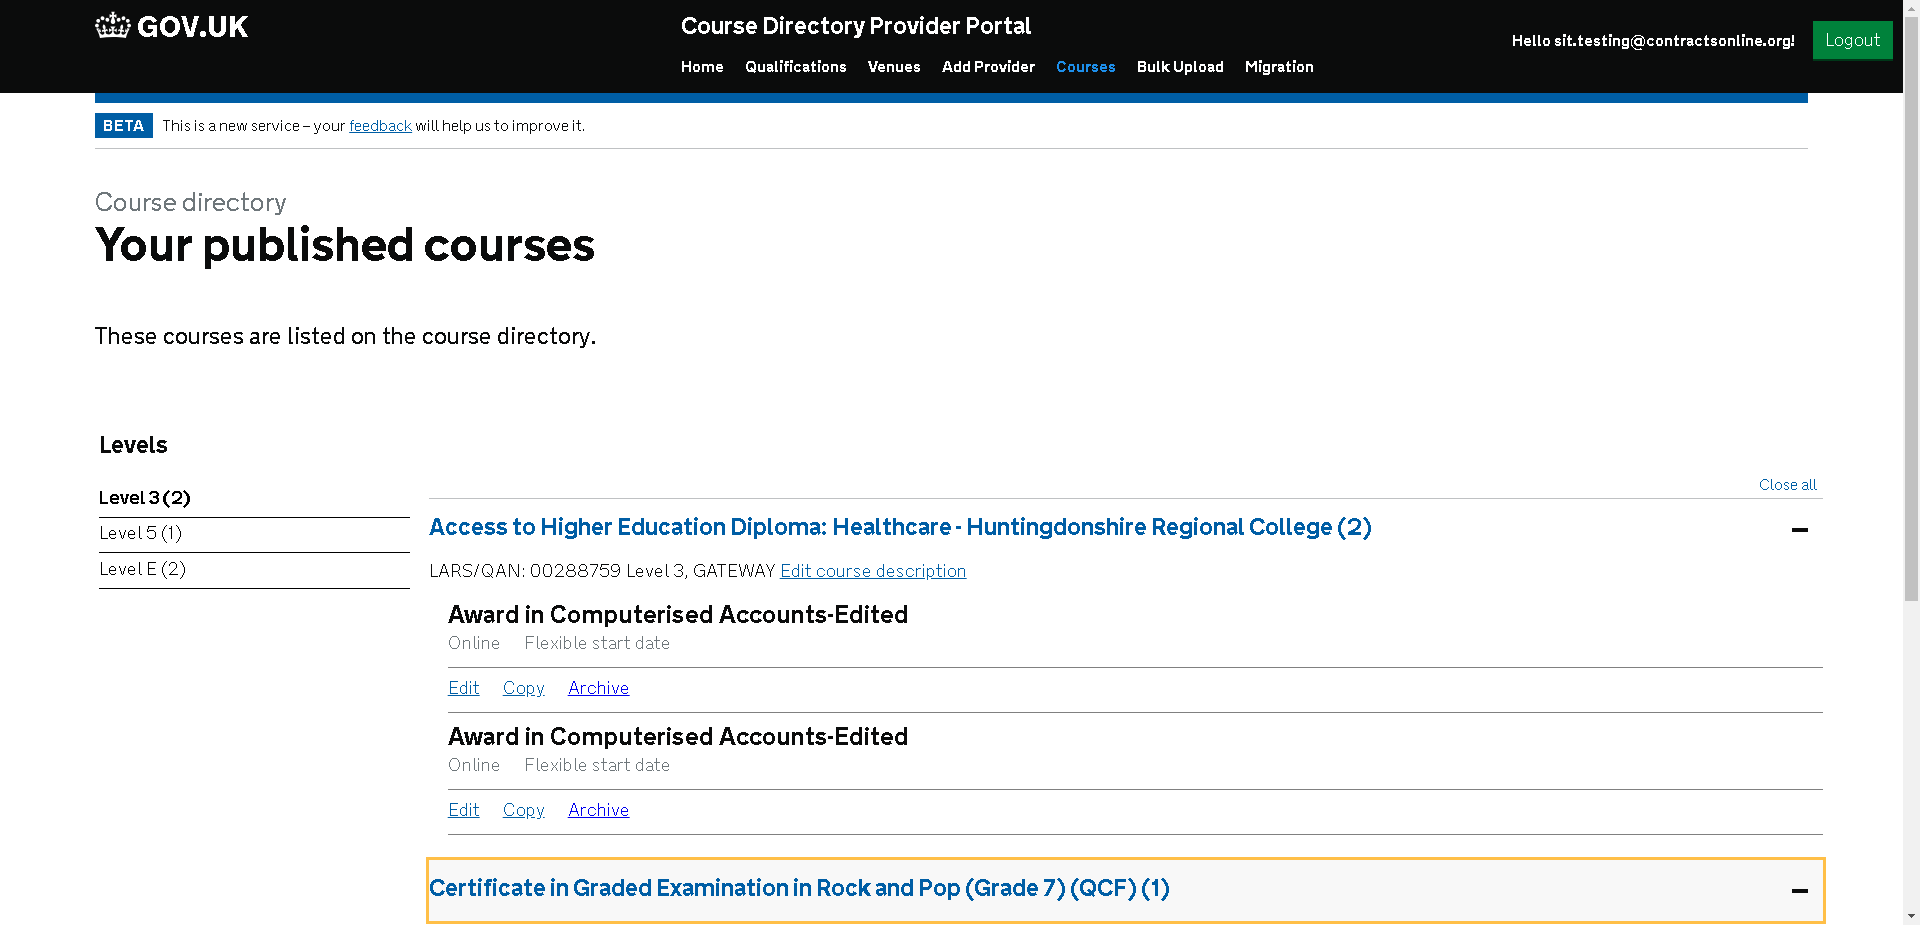 GOV.UK
Course Directory Provider Portal
Home Qualifications Venues Add Provider Courses Bulk Upload Migration
Hello sit.testing@contractsonline.org!
Logout
BETA This is a new service – your feedback will help us to improve it.
Course directory
Your published courses
These courses are listed on the course directory.
Levels
Level 3 (2)
Level 5 (1)
Level E (2)
Close all
Access to Higher Education Diploma: Healthcare - Huntingdonshire Regional College (2)
LARS/QAN: 00288759 Level 3, GATEWAY Edit course description
Award in Computerised Accounts-Edited
Online Flexible start date
Edit Copy Archive
Award in Computerised Accounts-Edited
Online Flexible start date
Edit Copy Archive
Certificate in Graded Examination in Rock and Pop (Grade 7) (QCF) (1)